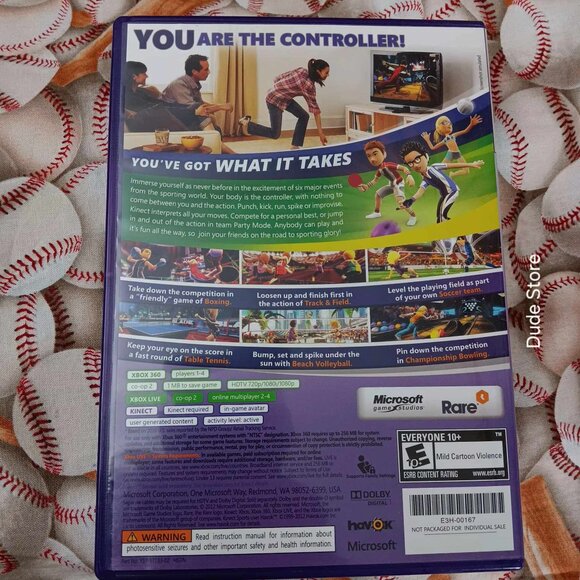 YOU ARE THE CONTROLLER!
YOU'VE GOT WHAT IT TAKES
Immerse yourself as never before in the excitement of six major events
from the sporting world. Your body is the controller, with nothing to
come between you and the action. Punch, kick, run, spike or improvise,
Kinect interprets all your moves. Compete for a personal best, or jump
in and out of the action in team Party Mode. Anybody can play and
it's fun all the way, so join your friends on the road to sporting glory!
Take down the competition in
a "friendly" game of Boxing.
Loosen up and finish first in
the action of Track & Field.
Level the playing field as part
of your own Soccer team.
Keep your eye on the score in
a fast round of Table Tennis.
Bump, set and spike under the
sun with Beach Volleyball.
Pin down the competition in
Championship Bowling.
XBOX 360 players 1-4
co-op 2 1 MB to save game HDTV 720p/1080i/1080p
XBOX LIVE co-op 2 online multiplayer 2-4
KINECT Kinect required in-game avatar
user generated content activity level: active
Microsoft
game studios
Rare
EVERYONE 10+
E
10+
Mild Cartoon Violence
ESRB CONTENT RATING www.esrb.org
Supports Family Settings
DOLBY
DIGITAL
havok
Microsoft
Microsoft Corporation, One Microsoft Way, Redmond, WA 98052-6399, USA
WARNING Read instruction manual for information about
photosensitive seizures and other important safety and health information.
E3H-00167
NOT PACKAGED FOR INDIVIDUAL SALE
Dude Store